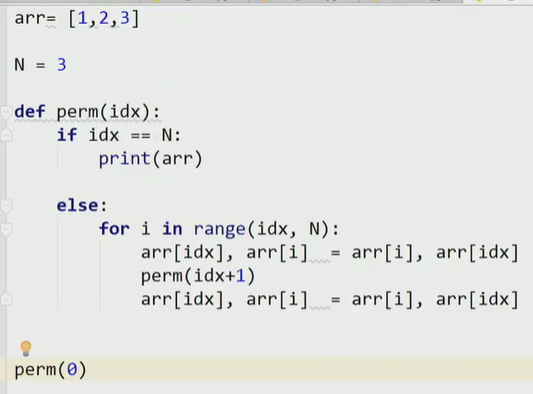 arr= [1,2,3]
N = 3
def perm(idx):
    if idx == N:
        print(arr)
    else:
        for i in range(idx, N):
            arr[idx], arr[i]  = arr[i], arr[idx]
            perm(idx+1)
            arr[idx], arr[i]  = arr[i], arr[idx]
perm(0)